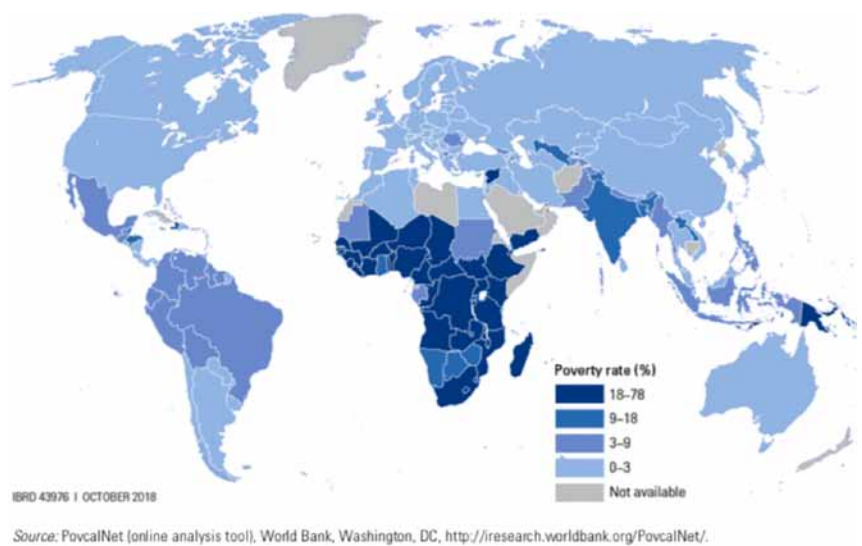 Poverty rate (%)
18–78
9–18
3–9
0–3
Not available
IBRD 43976 | OCTOBER 2018
Source: PovcalNet (online analysis tool), World Bank, Washington, DC, http://iresearch.worldbank.org/PovcalNet/.